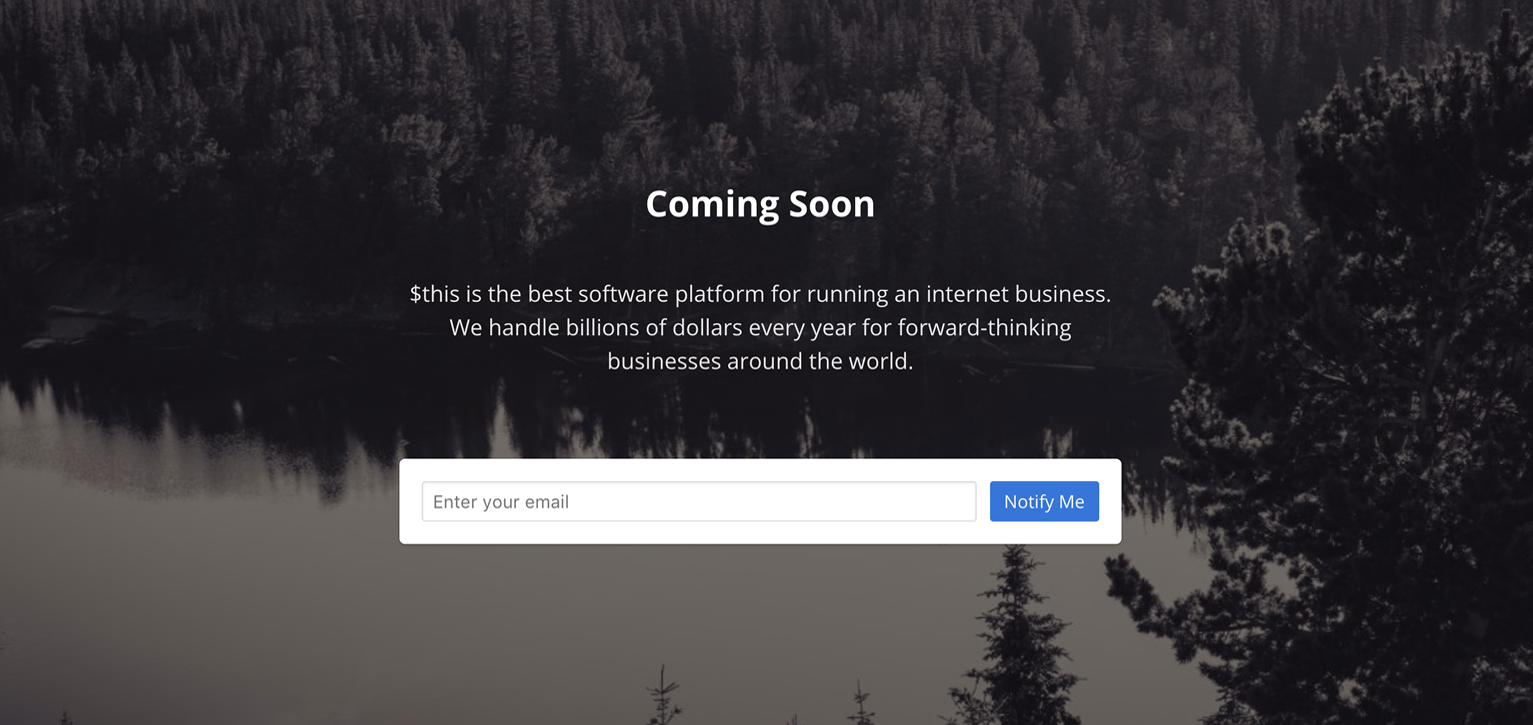 Coming Soon
$this is the best software platform for running an internet business.
We handle billions of dollars every year for forward-thinking
businesses around the world.
Enter your email
Notify Me